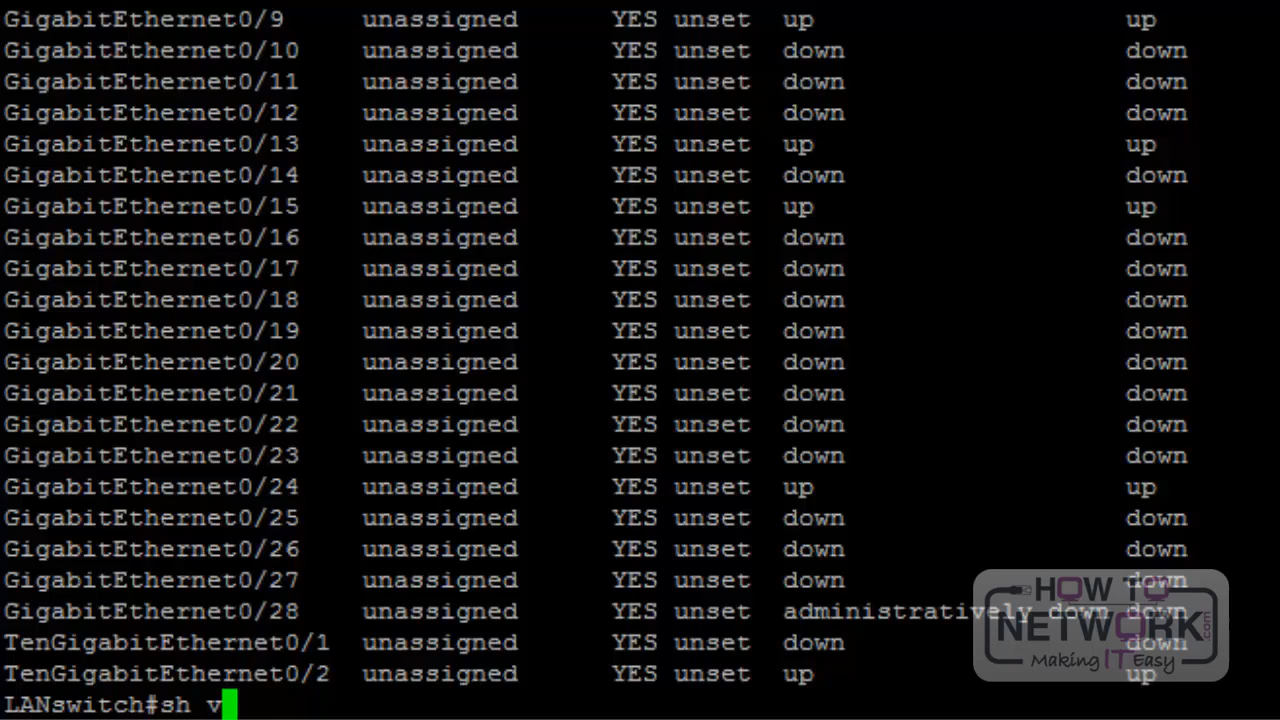 GigabitEthernet0/9 unassigned YES unset up up
GigabitEthernet0/10 unassigned YES unset down down
GigabitEthernet0/11 unassigned YES unset down down
GigabitEthernet0/12 unassigned YES unset down down
GigabitEthernet0/13 unassigned YES unset up up
GigabitEthernet0/14 unassigned YES unset down down
GigabitEthernet0/15 unassigned YES unset up up
GigabitEthernet0/16 unassigned YES unset down down
GigabitEthernet0/17 unassigned YES unset down down
GigabitEthernet0/18 unassigned YES unset down down
GigabitEthernet0/19 unassigned YES unset down down
GigabitEthernet0/20 unassigned YES unset down down
GigabitEthernet0/21 unassigned YES unset down down
GigabitEthernet0/22 unassigned YES unset down down
GigabitEthernet0/23 unassigned YES unset down down
GigabitEthernet0/24 unassigned YES unset up up
GigabitEthernet0/25 unassigned YES unset down down
GigabitEthernet0/26 unassigned YES unset down down
GigabitEthernet0/27 unassigned YES unset down down
GigabitEthernet0/28 unassigned YES unset administratively down down
TenGigabitEthernet0/1 unassigned YES unset down down
TenGigabitEthernet0/2 unassigned YES unset up up
LANswitch#sh v
HOW TO
NETWORK.com
Making IT Easy